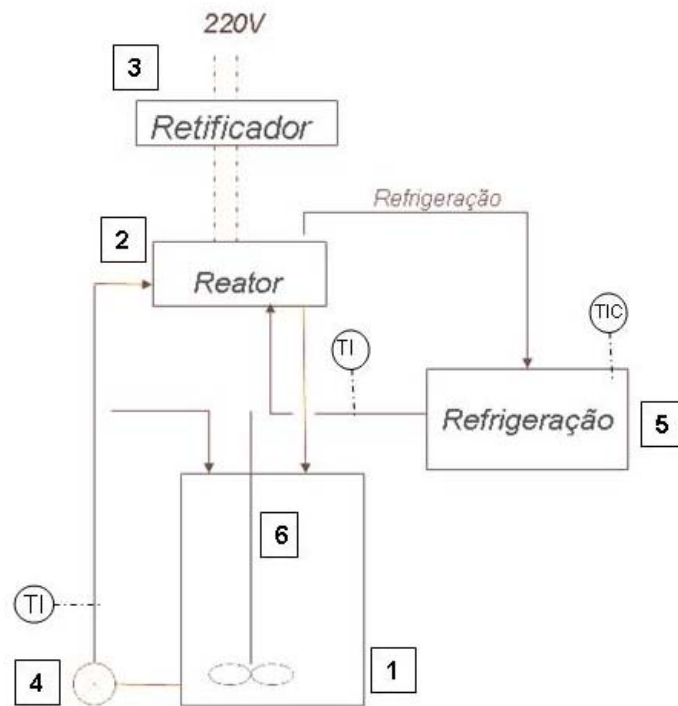 220V
3
Retificador
Refrigeração
2
Reator
TIC
TI
Refrigeração
5
6
TI
1
4